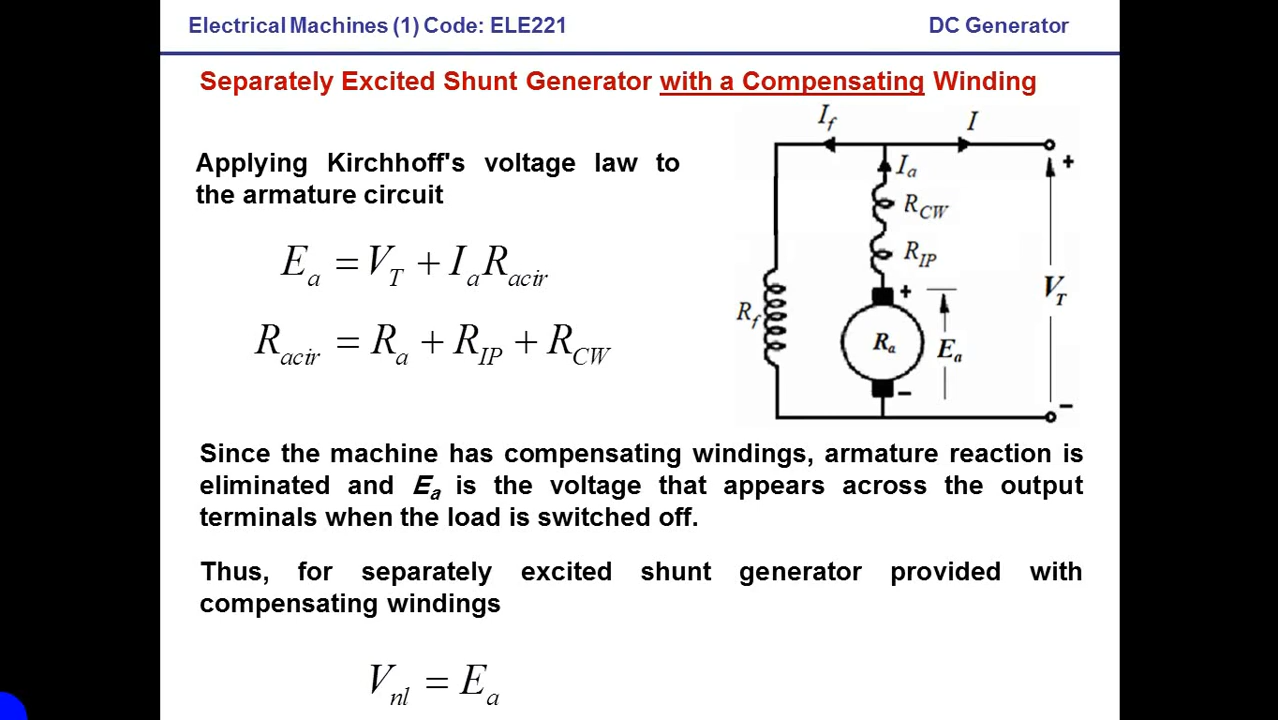 Electrical Machines (1) Code: ELE221 DC Generator
Separately Excited Shunt Generator with a Compensating Winding
Applying Kirchhoff's voltage law to
the armature circuit
E_a = V_T + I_a R_acir
R_acir = R_a + R_IP + R_CW
I_f
I
I_a
+
R_CW
R_IP
+
V_T
R_f
R_a
E_a
−
−
Since the machine has compensating windings, armature reaction is
eliminated and E_a is the voltage that appears across the output
terminals when the load is switched off.
Thus, for separately excited shunt generator provided with
compensating windings
V_nl = E_a